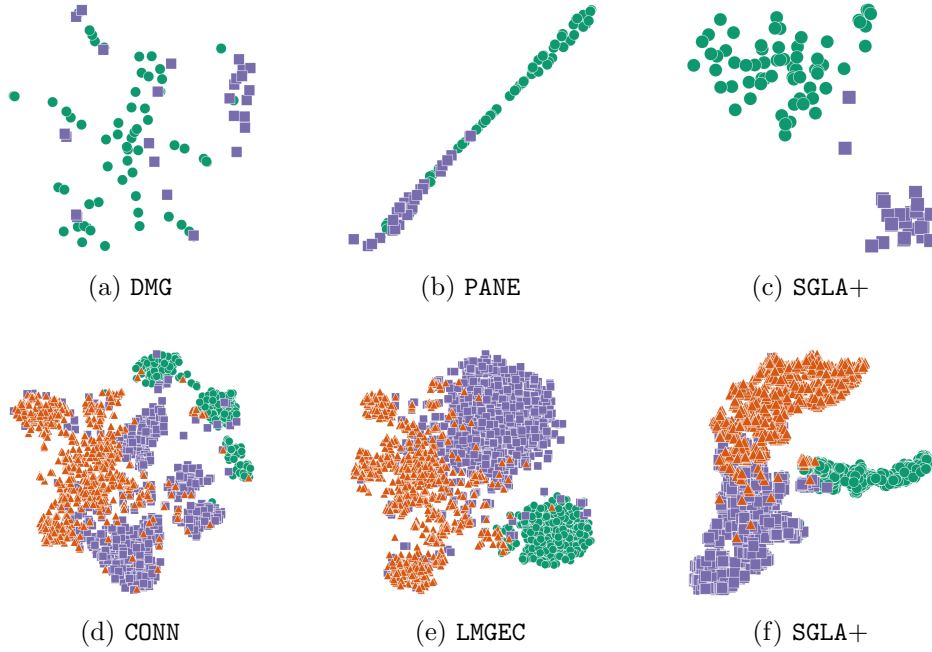 (a) DMG
(b) PANE
(c) SGLA+
(d) CONN
(e) LMGEC
(f) SGLA+